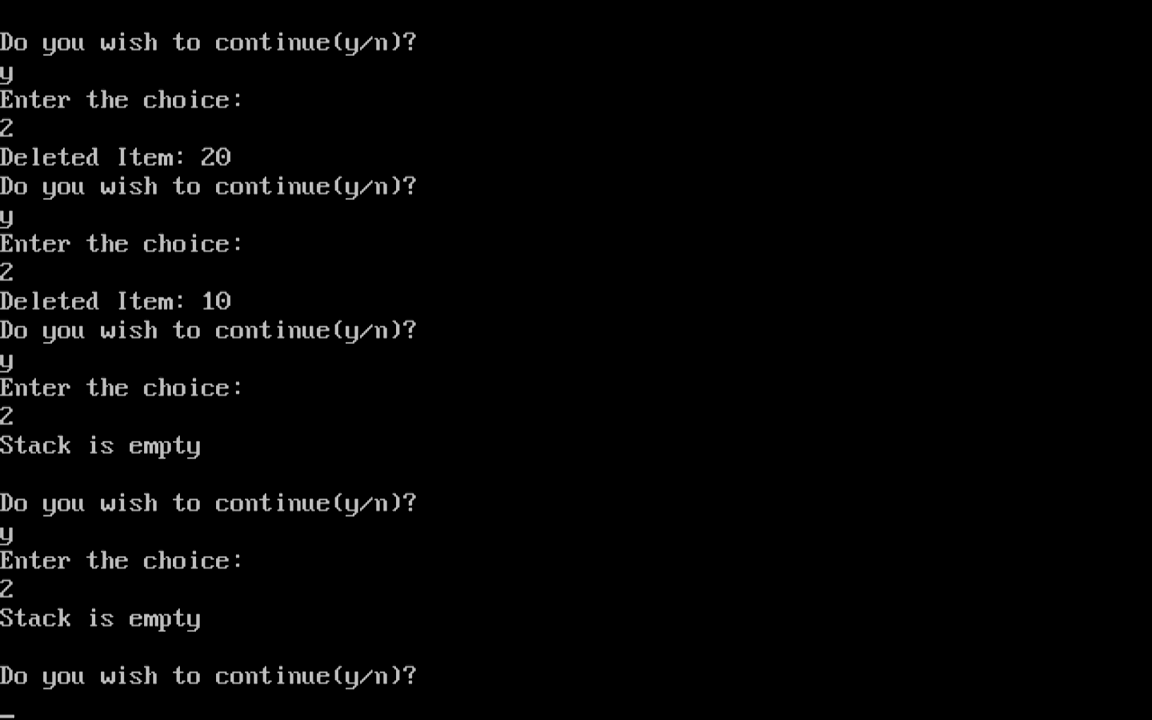 Do you wish to continue(y/n)?
y
Enter the choice:
2
Deleted Item: 20
Do you wish to continue(y/n)?
y
Enter the choice:
2
Deleted Item: 10
Do you wish to continue(y/n)?
y
Enter the choice:
2
Stack is empty
Do you wish to continue(y/n)?
y
Enter the choice:
2
Stack is empty
Do you wish to continue(y/n)?